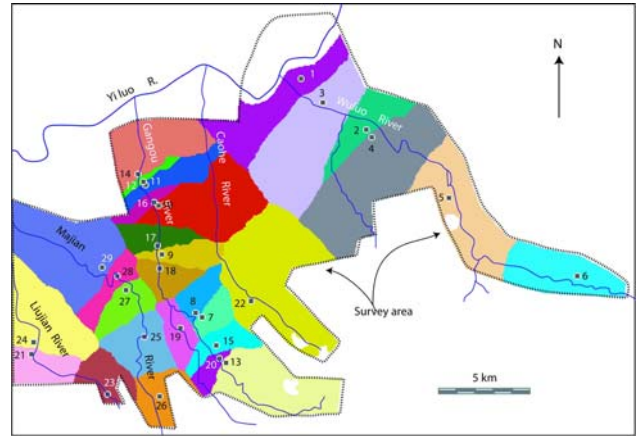 1
N
Yi luo R.
3
Wuluo River
2
4
Gangou
Caohe
14
11
12
River
5
16
River
17
Majian
9
29
28
18
6
27
8
7
22
Survey area
Liujian River
19
25
15
24
21
20
13
River
5 km
23
26